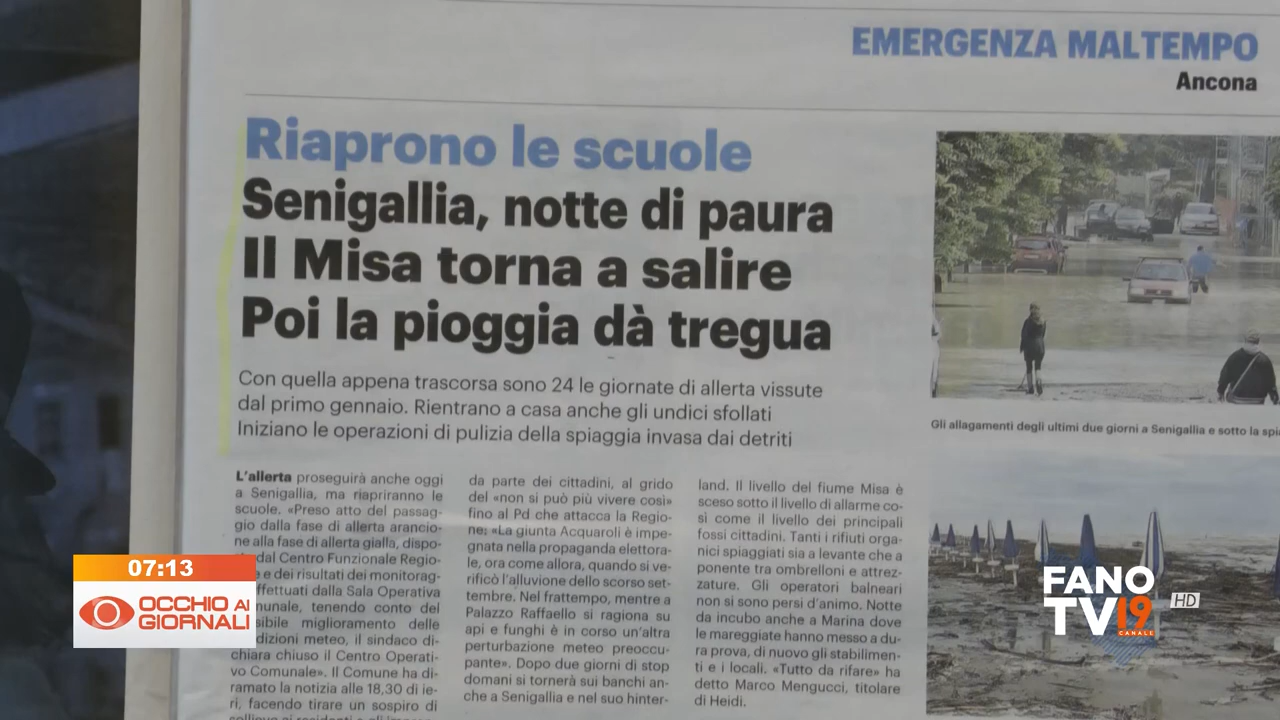 EMERGENZA MALTEMPO
Ancona
Riaprono le scuole
Senigallia, notte di paura
Il Misa torna a salire
Poi la pioggia dà tregua
Con quella appena trascorsa sono 24 le giornate di allerta vissute
dal primo gennaio. Rientrano a casa anche gli undici sfollati
Iniziano le operazioni di pulizia della spiaggia invasa dai detriti
L'allerta proseguirà anche oggi
a Senigallia, ma riapriranno le
scuole. «Preso atto del passag-
gio dalla fase di allerta arancio-
ne alla fase di allerta gialla, dispo-
dal Centro Funzionale Regio-
e e dei risultati dei monitorag-
ffettuati dalla Sala Operativa
munale, tenendo conto del
sibile miglioramento delle
dizioni meteo, il sindaco di-
chiara chiuso il Centro Operati-
vo Comunale». Il Comune ha di-
ramato la notizia alle 18,30 di ie-
ri, facendo tirare un sospiro di
da parte dei cittadini, al grido
del «non si può più vivere così»
fino al Pd che attacca la Regio-
ne: «La giunta Acquaroli è impe-
gnata nella propaganda elettora-
le, ora come allora, quando si ve-
rificò l'alluvione dello scorso set-
tembre. Nel frattempo, mentre a
Palazzo Raffaello si ragiona su
api e funghi è in corso un'altra
perturbazione meteo preoccu-
pante». Dopo due giorni di stop
domani si tornerà sui banchi an-
che a Senigallia e nel suo hinter-
land. Il livello del fiume Misa è
sceso sotto il livello di allarme co-
sì come il livello dei principali
fossi cittadini. Tanti i rifiuti orga-
nici spiaggiati sia a levante che a
ponente tra ombrelloni e attrez-
zature. Gli operatori balneari
non si sono persi d'animo. Notte
da incubo anche a Marina dove
le mareggiate hanno messo a du-
ra prova, di nuovo gli stabilimen-
ti e i locali. «Tutto da rifare» ha
detto Marco Mengucci, titolare
di Heidi.
Gli allagamenti degli ultimi due giorni a Senigallia e sotto la spia
07:13
OCCHIO AI
GIORNALI
FANO
TV19
CANALE
HD